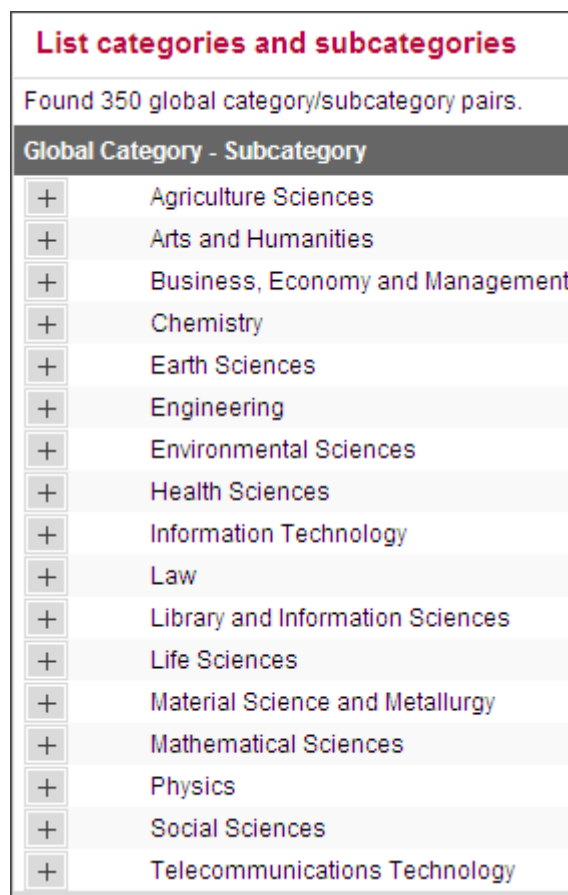 List categories and subcategories
Found 350 global category/subcategory pairs.
Global Category - Subcategory
+ Agriculture Sciences
+ Arts and Humanities
+ Business, Economy and Management
+ Chemistry
+ Earth Sciences
+ Engineering
+ Environmental Sciences
+ Health Sciences
+ Information Technology
+ Law
+ Library and Information Sciences
+ Life Sciences
+ Material Science and Metallurgy
+ Mathematical Sciences
+ Physics
+ Social Sciences
+ Telecommunications Technology